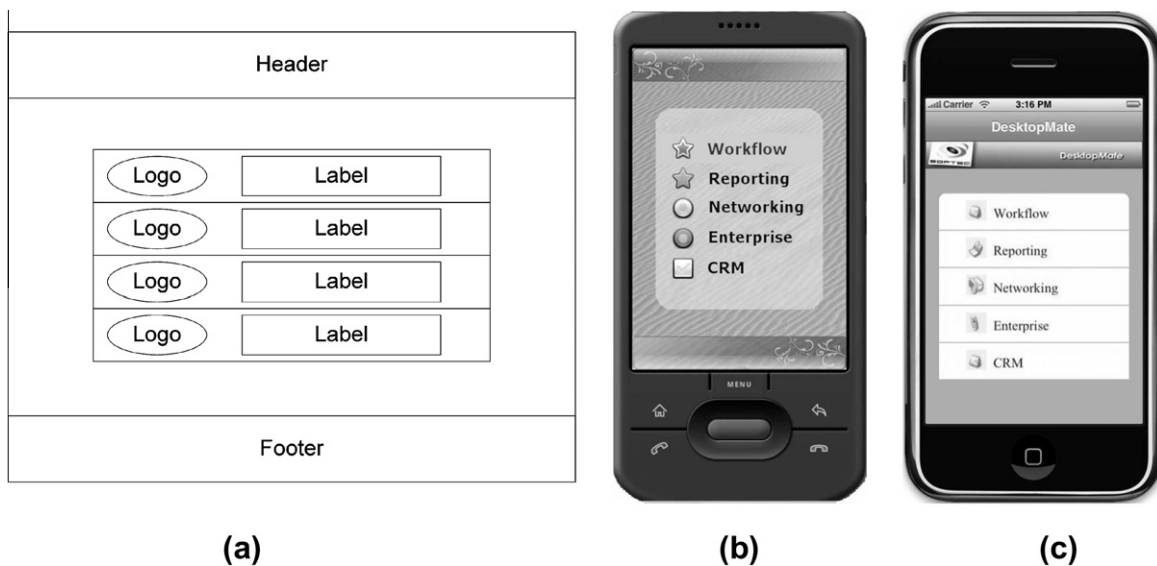 Header
Logo Label
Logo Label
Logo Label
Logo Label
Footer
(a)
Workflow
Reporting
Networking
Enterprise
CRM
MENU
(b)
Carrier 3:16 PM
DesktopMate
DesktopMate
Workflow
Reporting
Networking
Enterprise
CRM
(c)